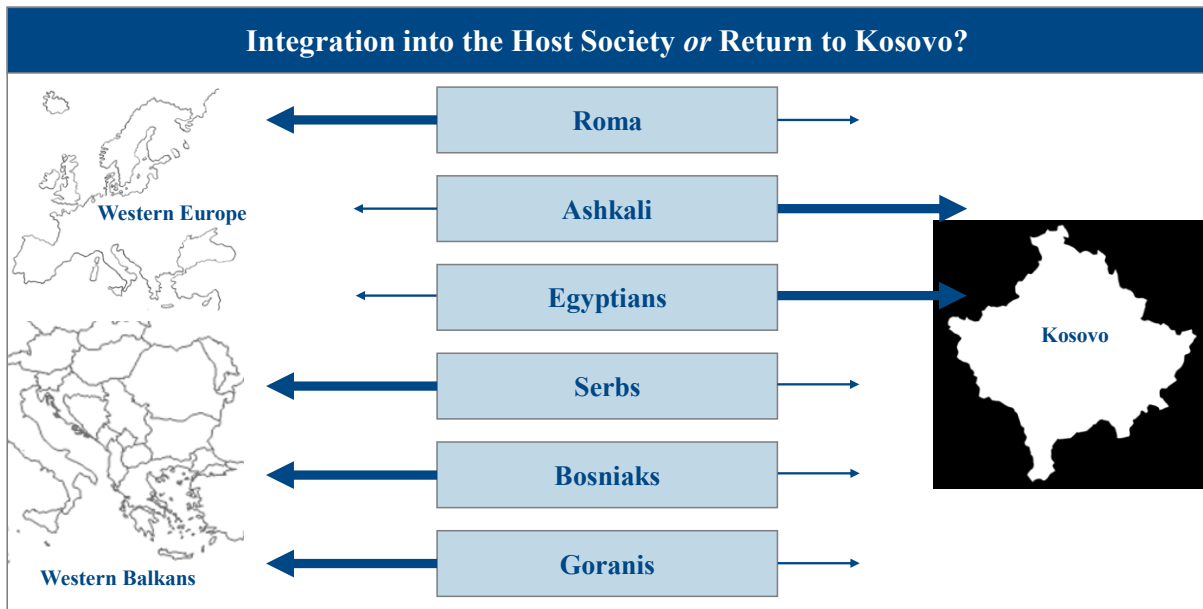 Integration into the Host Society or Return to Kosovo?
Roma
Western Europe
Ashkali
Egyptians
Kosovo
Serbs
Bosniaks
Goranis
Western Balkans